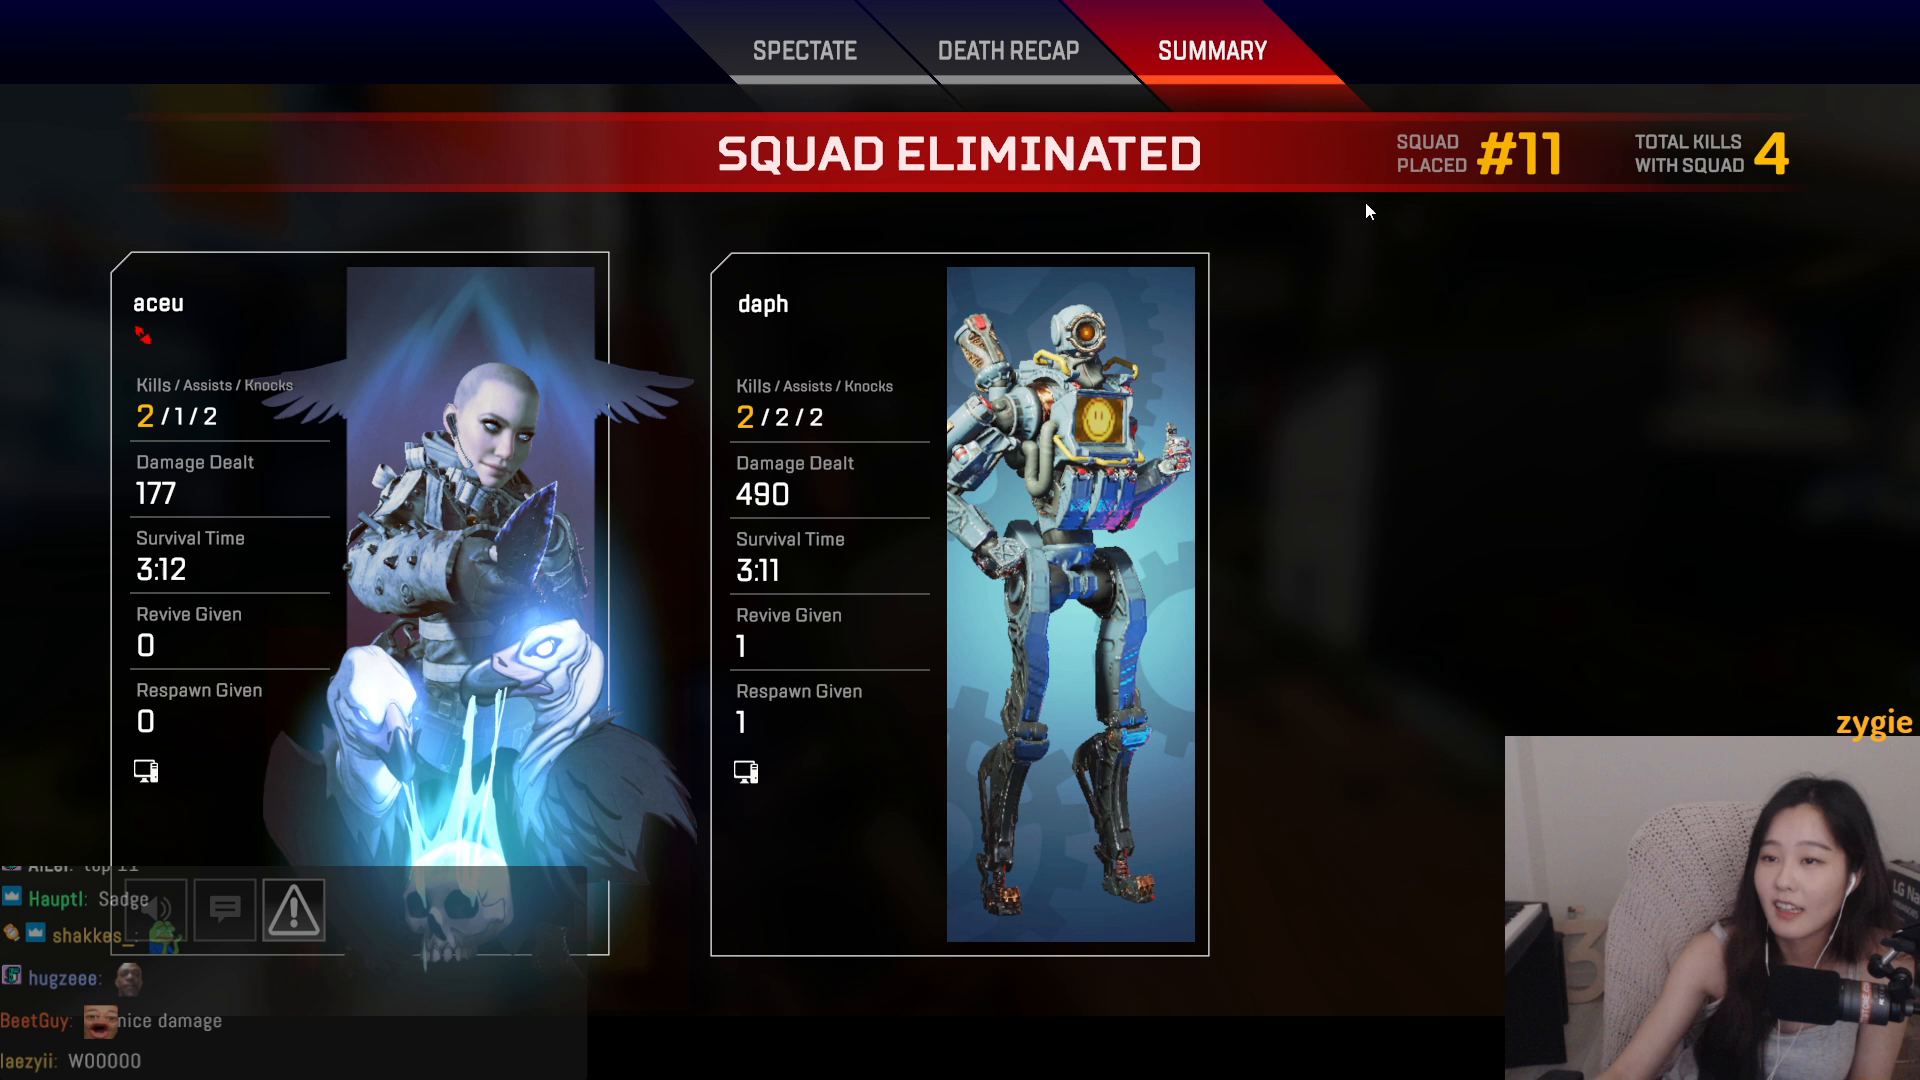 SPECTATE
DEATH RECAP
SUMMARY
SQUAD ELIMINATED
SQUAD PLACED #11
TOTAL KILLS WITH SQUAD 4
aceu
Kills / Assists / Knocks
2 / 1 / 2
Damage Dealt
177
Survival Time
3:12
Revive Given
0
Respawn Given
0
daph
Kills / Assists / Knocks
2 / 2 / 2
Damage Dealt
490
Survival Time
3:11
Revive Given
1
Respawn Given
1
zygie
top 11
Hauptl: Sadge
shakkes_:
hugzeee:
BeetGuy: nice damage
laezyii: WOOOOO